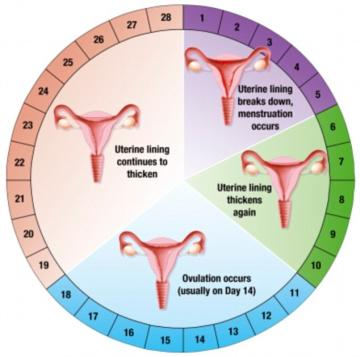 1
2
3
4
5
6
7
8
9
10
11
12
13
14
15
16
17
18
19
20
21
22
23
24
25
26
27
28
Uterine lining
breaks down,
menstruation
occurs
Uterine lining
thickens
again
Ovulation occurs
(usually on Day 14)
Uterine lining
continues to
thicken